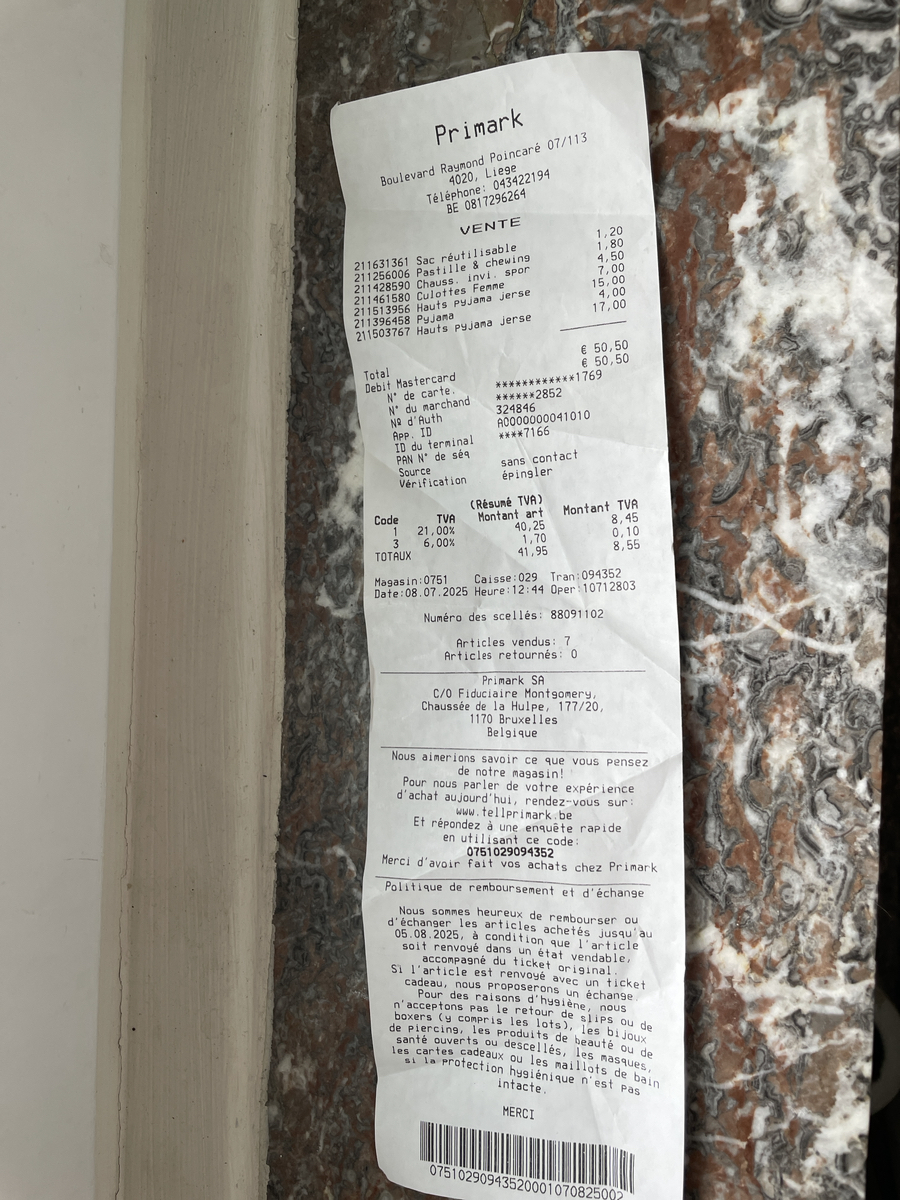 Primark
Boulevard Raymond Poincaré 07/113
4020, Liege
Téléphone: 043422194
BE 0817296264
VENTE
211631361 Sac réutilisable 1,20
211256006 Pastille & chewing 1,80
211428590 Chauss. invi. spor 4,50
211461580 Culottes Femme 7,00
211513956 Hauts pyjama jerse 15,00
211396458 Pyjama 4,00
211503767 Hauts pyjama jerse 17,00
Total € 50,50
Debit Mastercard € 50,50
N° de carte. ************1769
N° du marchand ******2852
Nº d'Auth 324846
App. ID A0000000041010
ID du terminal ****7166
PAN N° de séq
Source sans contact
Vérification épingler
(Résumé TVA)
Code TVA Montant art Montant TVA
1 21,00% 40,25 8,45
3 6,00% 1,70 0,10
TOTAUX 41,95 8,55
Magasin:0751 Caisse:029 Tran:094352
Date:08.07.2025 Heure:12:44 Oper:10712803
Numéro des scellés: 88091102
Articles vendus: 7
Articles retournés: 0
Primark SA
C/O Fiduciaire Montgomery,
Chaussée de la Hulpe, 177/20,
1170 Bruxelles
Belgique
Nous aimerions savoir ce que vous pensez
de notre magasin!
Pour nous parler de votre expérience
d'achat aujourd'hui, rendez-vous sur:
www.tellprimark.be
Et répondez à une enquête rapide
en utilisant ce code:
0751029094352
Merci d'avoir fait vos achats chez Primark
Politique de remboursement et d'échange
Nous sommes heureux de rembourser ou
d'échanger les articles achetés jusqu'au
05.08.2025, à condition que l'article
soit renvoyé dans un état vendable,
accompagné du ticket original.
Si l'article est renvoyé avec un ticket
cadeau, nous proposerons un échange
Pour des raisons d'hygiène, nous
n'acceptons pas le retour de slips ou de
boxers (y compris les lots), les bijoux
de piercing, les produits de beauté ou de
santé ouverts ou descellés, les masques,
les cartes cadeaux ou les maillots de bain
si la protection hygiénique n'est pas
intacte.
MERCI
07510290943520001070825002